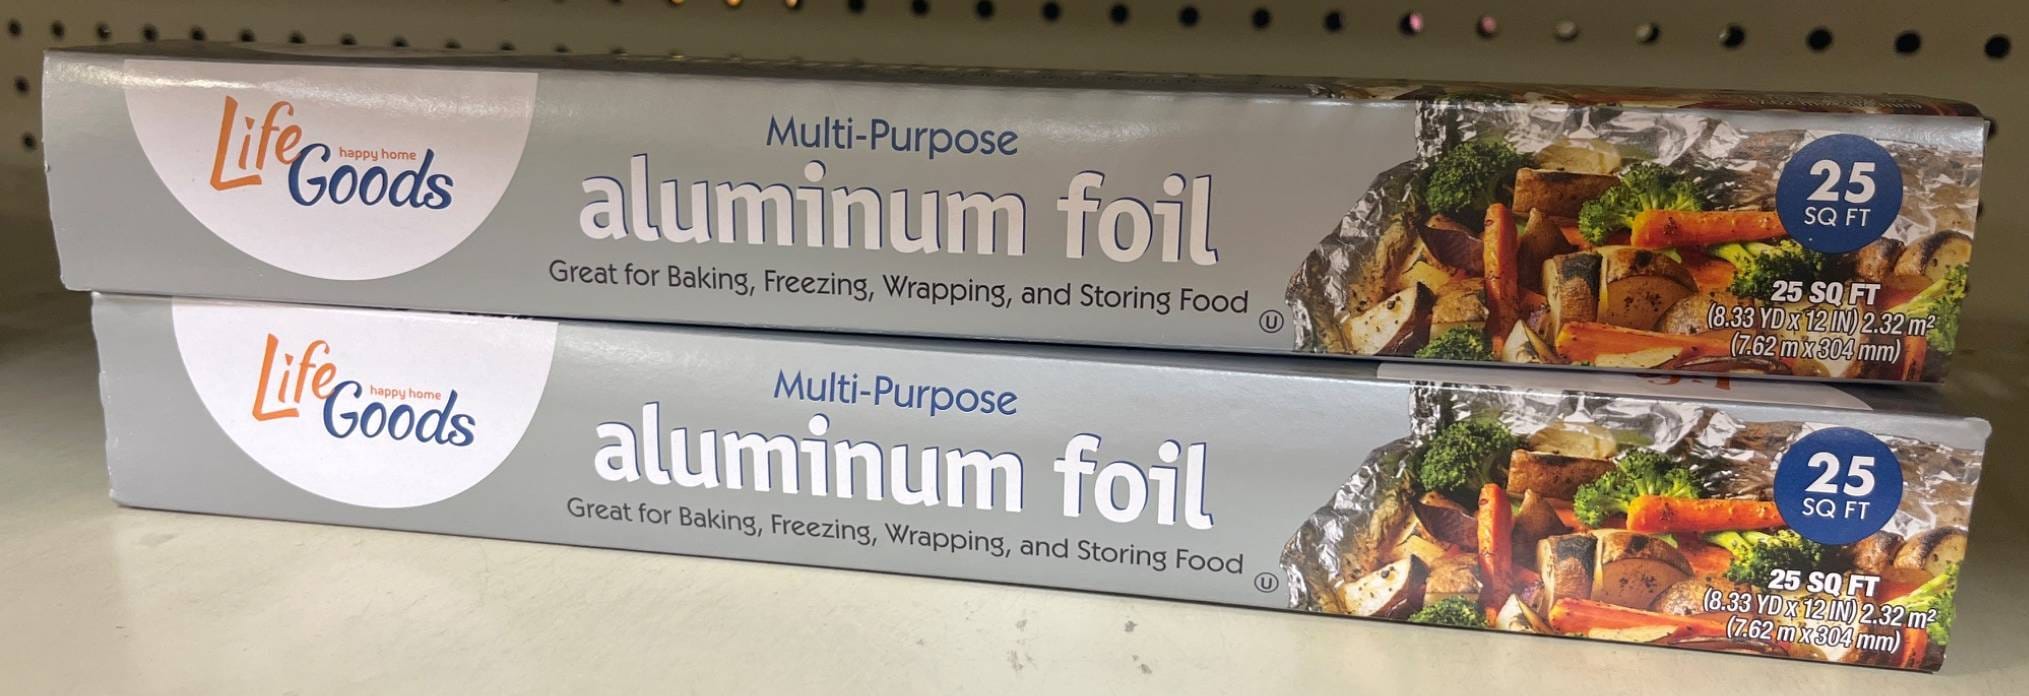 Life
happy home
Goods
Multi-Purpose
aluminum foil
Great for Baking, Freezing, Wrapping, and Storing Food
U
25
SQ FT
25 SQ FT
(8.33 YD x 12 IN) 2.32 m²
(7.62 m x 304 mm)
Life
happy home
Goods
Multi-Purpose
aluminum foil
Great for Baking, Freezing, Wrapping, and Storing Food
U
25
SQ FT
25 SQ FT
(8.33 YD x 12 IN) 2.32 m²
(7.62 m x 304 mm)